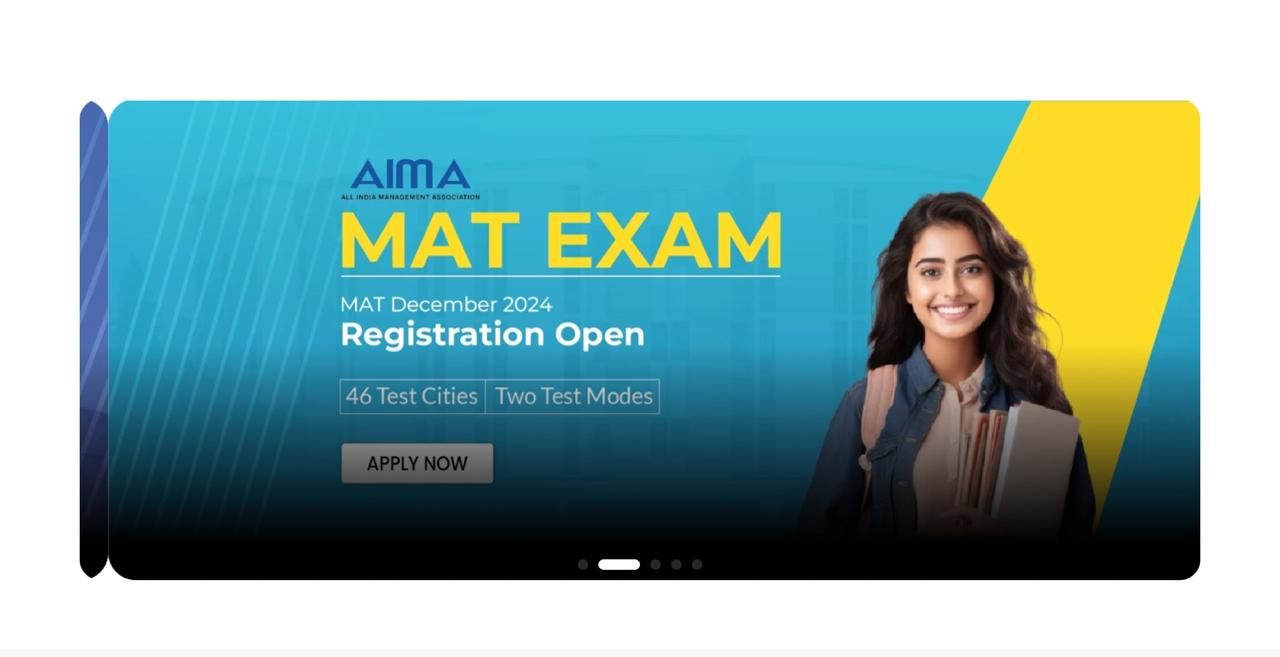 AIMA
ALL INDIA MANAGEMENT ASSOCIATION
MAT EXAM
MAT December 2024
Registration Open
46 Test Cities Two Test Modes
APPLY NOW